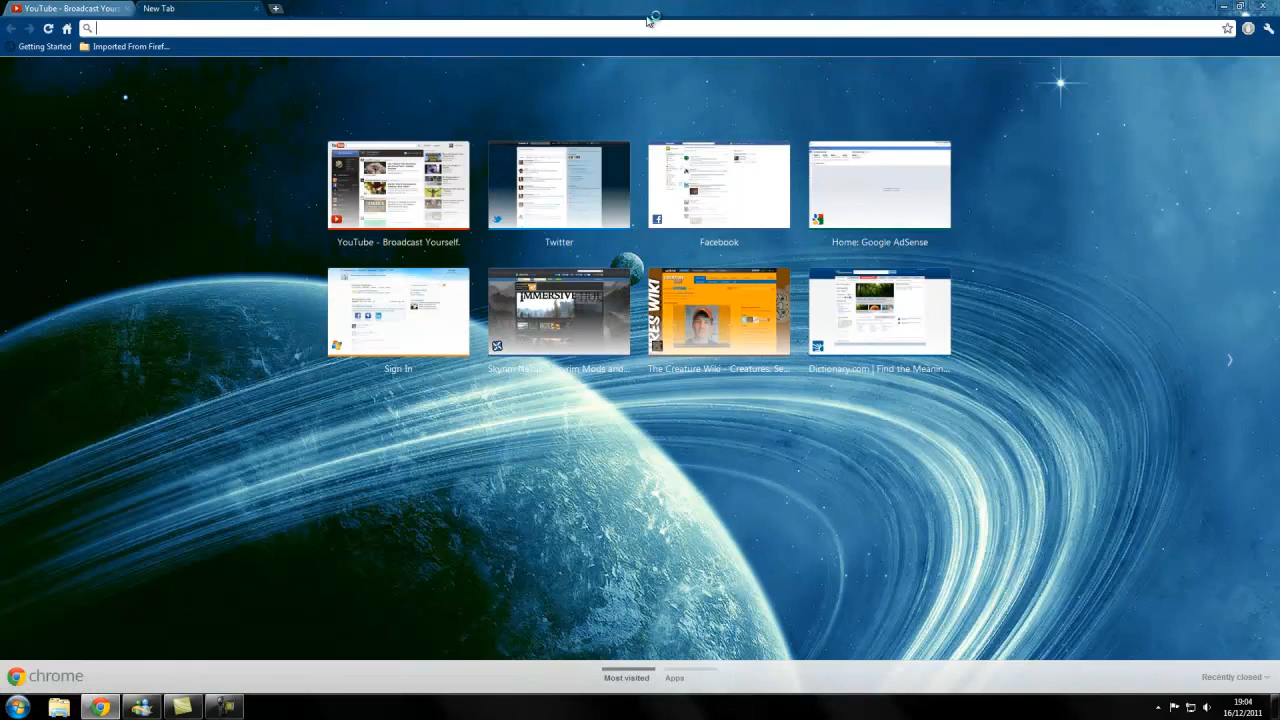 YouTube - Broadcast Yours
New Tab
Getting Started
Imported From Firef...
YouTube - Broadcast Yourself.
Twitter
Facebook
Home: Google AdSense
IMMERSIVE
Sign In
The Creature Wiki - Creatures: Se...
Dictionary.com | Find the Meanin...
chrome
Most visited
Apps
Recently closed
19:04
16/12/2011